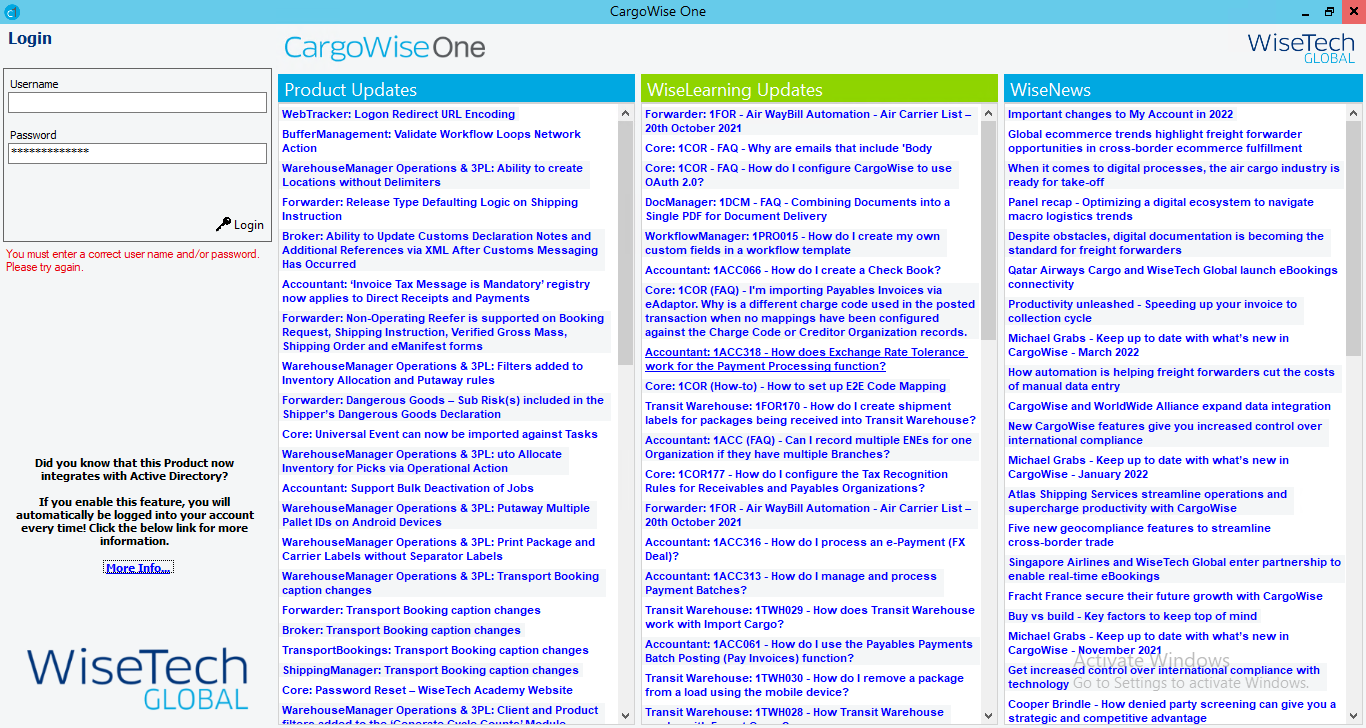 CargoWise One
Login
CargoWiseOne
WiseTech
GLOBAL
Username
Password
*************
Login
You must enter a correct user name and/or password.
Please try again.
Did you know that this Product now
integrates with Active Directory?
If you enable this feature, you will
automatically be logged into your account
every time! Click the below link for more
information.
More Info...
WiseTech
GLOBAL
Product Updates
WebTracker: Logon Redirect URL Encoding
BufferManagement: Validate Workflow Loops Network
Action
WarehouseManager Operations & 3PL: Ability to create
Locations without Delimiters
Forwarder: Release Type Defaulting Logic on Shipping
Instruction
Broker: Ability to Update Customs Declaration Notes and
Additional References via XML After Customs Messaging
Has Occurred
Accountant: ‘Invoice Tax Message is Mandatory’ registry
now applies to Direct Receipts and Payments
Forwarder: Non-Operating Reefer is supported on Booking
Request, Shipping Instruction, Verified Gross Mass,
Shipping Order and eManifest forms
WarehouseManager Operations & 3PL: Filters added to
Inventory Allocation and Putaway rules
Forwarder: Dangerous Goods – Sub Risk(s) included in the
Shipper’s Dangerous Goods Declaration
Core: Universal Event can now be imported against Tasks
WarehouseManager Operations & 3PL: uto Allocate
Inventory for Picks via Operational Action
Accountant: Support Bulk Deactivation of Jobs
WarehouseManager Operations & 3PL: Putaway Multiple
Pallet IDs on Android Devices
WarehouseManager Operations & 3PL: Print Package and
Carrier Labels without Separator Labels
WarehouseManager Operations & 3PL: Transport Booking
caption changes
Forwarder: Transport Booking caption changes
Broker: Transport Booking caption changes
TransportBookings: Transport Booking caption changes
ShippingManager: Transport Booking caption changes
Core: Password Reset – WiseTech Academy Website
WarehouseManager Operations & 3PL: Client and Product
filters added to the ‘Generate Cycle Counts’ Module
WiseLearning Updates
Forwarder: 1FOR - Air WayBill Automation - Air Carrier List –
20th October 2021
Core: 1COR - FAQ - Why are emails that include 'Body
Core: 1COR - FAQ - How do I configure CargoWise to use
OAuth 2.0?
DocManager: 1DCM - FAQ - Combining Documents into a
Single PDF for Document Delivery
WorkflowManager: 1PRO015 - How do I create my own
custom fields in a workflow template
Accountant: 1ACC066 - How do I create a Check Book?
Core: 1COR (FAQ) - I'm importing Payables Invoices via
eAdaptor. Why is a different charge code used in the posted
transaction when no mappings have been configured
against the Charge Code or Creditor Organization records.
Accountant: 1ACC318 - How does Exchange Rate Tolerance
work for the Payment Processing function?
Core: 1COR (How-to) - How to set up E2E Code Mapping
Transit Warehouse: 1FOR170 - How do I create shipment
labels for packages being received into Transit Warehouse?
Accountant: 1ACC (FAQ) - Can I record multiple ENEs for one
Organization if they have multiple Branches?
Core: 1COR177 - How do I configure the Tax Recognition
Rules for Receivables and Payables Organizations?
Forwarder: 1FOR - Air WayBill Automation - Air Carrier List –
20th October 2021
Accountant: 1ACC316 - How do I process an e-Payment (FX
Deal)?
Accountant: 1ACC313 - How do I manage and process
Payment Batches?
Transit Warehouse: 1TWH029 - How does Transit Warehouse
work with Import Cargo?
Accountant: 1ACC061 - How do I use the Payables Payments
Batch Posting (Pay Invoices) function?
Transit Warehouse: 1TWH030 - How do I remove a package
from a load using the mobile device?
Transit Warehouse: 1TWH028 - How Transit Warehouse
WiseNews
Important changes to My Account in 2022
Global ecommerce trends highlight freight forwarder
opportunities in cross-border ecommerce fulfillment
When it comes to digital processes, the air cargo industry is
ready for take-off
Panel recap - Optimizing a digital ecosystem to navigate
macro logistics trends
Despite obstacles, digital documentation is becoming the
standard for freight forwarders
Qatar Airways Cargo and WiseTech Global launch eBookings
connectivity
Productivity unleashed - Speeding up your invoice to
collection cycle
Michael Grabs - Keep up to date with what's new in
CargoWise - March 2022
How automation is helping freight forwarders cut the costs
of manual data entry
CargoWise and WorldWide Alliance expand data integration
New CargoWise features give you increased control over
international compliance
Michael Grabs - Keep up to date with what's new in
CargoWise - January 2022
Atlas Shipping Services streamline operations and
supercharge productivity with CargoWise
Five new geocompliance features to streamline
cross-border trade
Singapore Airlines and WiseTech Global enter partnership to
enable real-time eBookings
Fracht France secure their future growth with CargoWise
Buy vs build - Key factors to keep top of mind
Michael Grabs - Keep up to date with what's new in
CargoWise - November 2021
Get increased control over international compliance with
technology
Cooper Brindle - How denied party screening can give you a
strategic and competitive advantage
Activate Windows
Go to Settings to activate Windows.